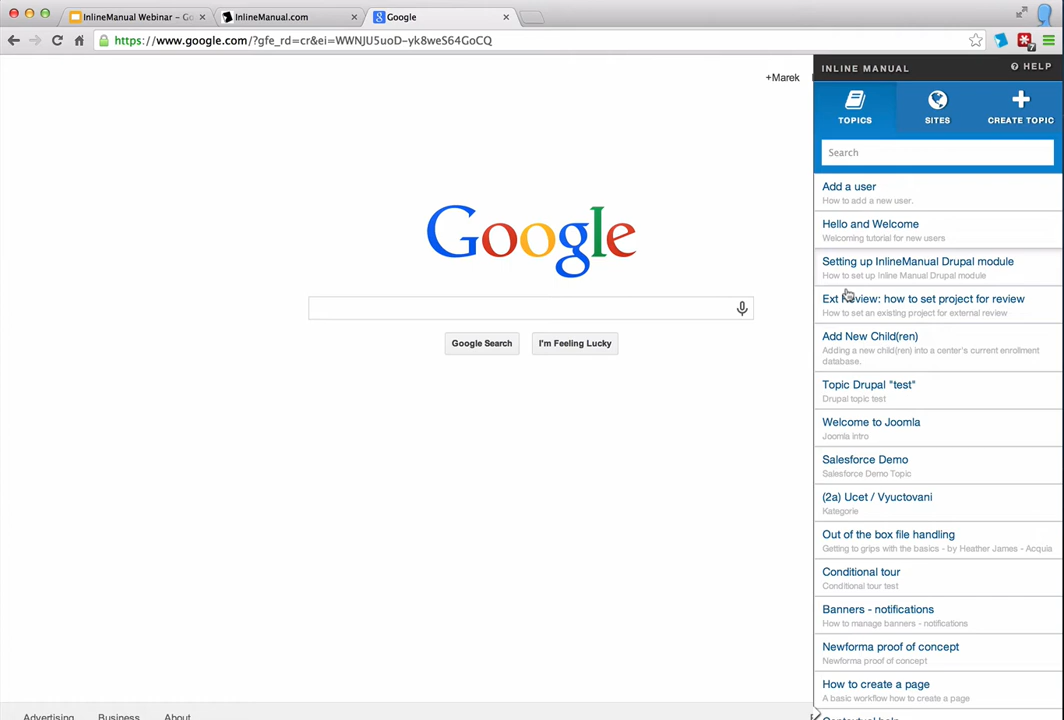 InlineManual Webinar – Go
InlineManual.com
Google
https://www.google.com/?gfe_rd=cr&ei=WWNJU5uoD-yk8weS64GoCQ
7
+Marek
INLINE MANUAL
HELP
TOPICS
SITES
CREATE TOPIC
Search
Add a user
How to add a new user.
Hello and Welcome
Welcoming tutorial for new users
Setting up InlineManual Drupal module
How to set up Inline Manual Drupal module
Ext Review: how to set project for review
How to set an existing project for external review
Add New Child(ren)
Adding a new child(ren) into a center's current enrollment
database.
Topic Drupal "test"
Drupal topic test
Welcome to Joomla
Joomla intro
Salesforce Demo
Salesforce Demo Topic
(2a) Ucet / Vyuctovani
Kategorie
Out of the box file handling
Getting to grips with the basics - by Heather James - Acquia
Conditional tour
Conditional tour test
Banners - notifications
How to manage banners - notifications
Newforma proof of concept
Newforma proof of concept
How to create a page
A basic workflow how to create a page
Contextual help
Google
Google Search
I'm Feeling Lucky
Advertising
Business
About